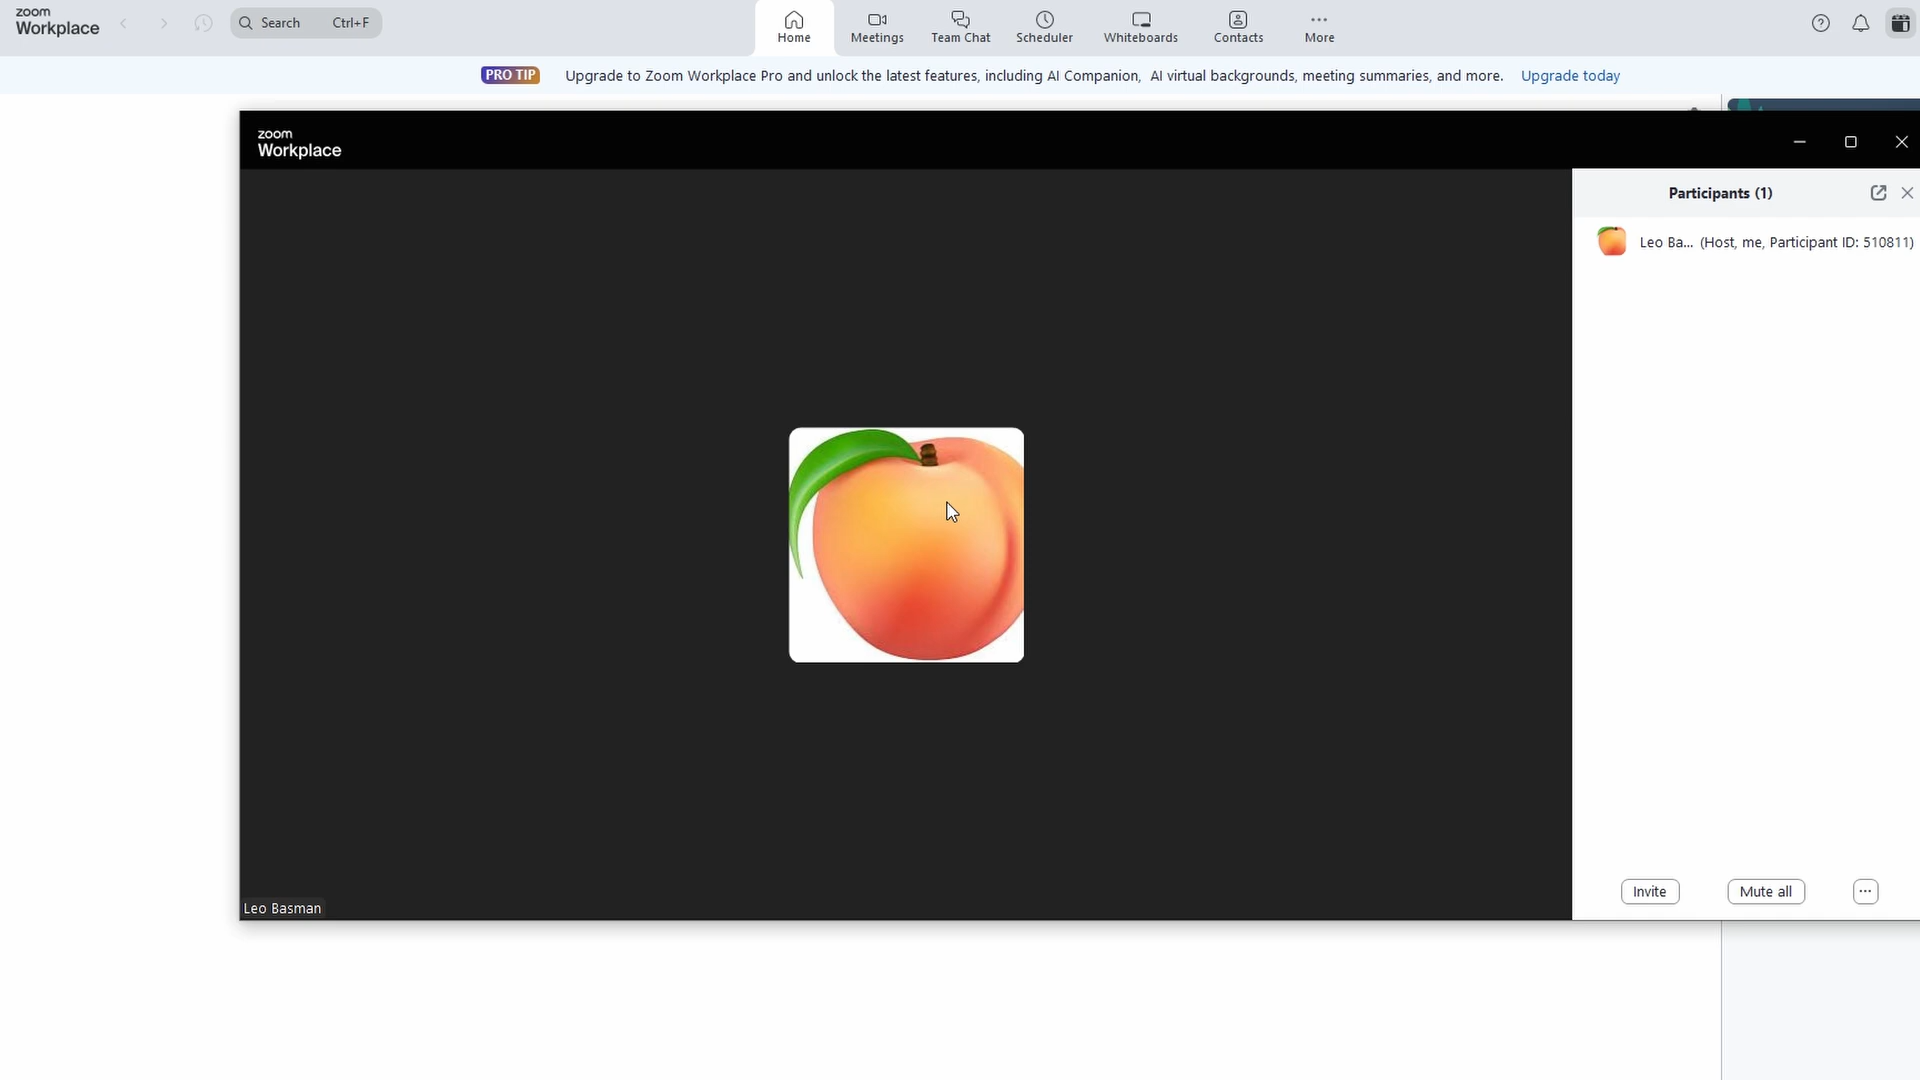 zoom
Workplace
Search Ctrl+F
Home
Meetings
Team Chat
Scheduler
Whiteboards
Contacts
More
PRO TIP Upgrade to Zoom Workplace Pro and unlock the latest features, including AI Companion, AI virtual backgrounds, meeting summaries, and more. Upgrade today
zoom
Workplace
Participants (1)
Leo Ba... (Host, me, Participant ID: 510811)
Invite
Mute all
Leo Basman